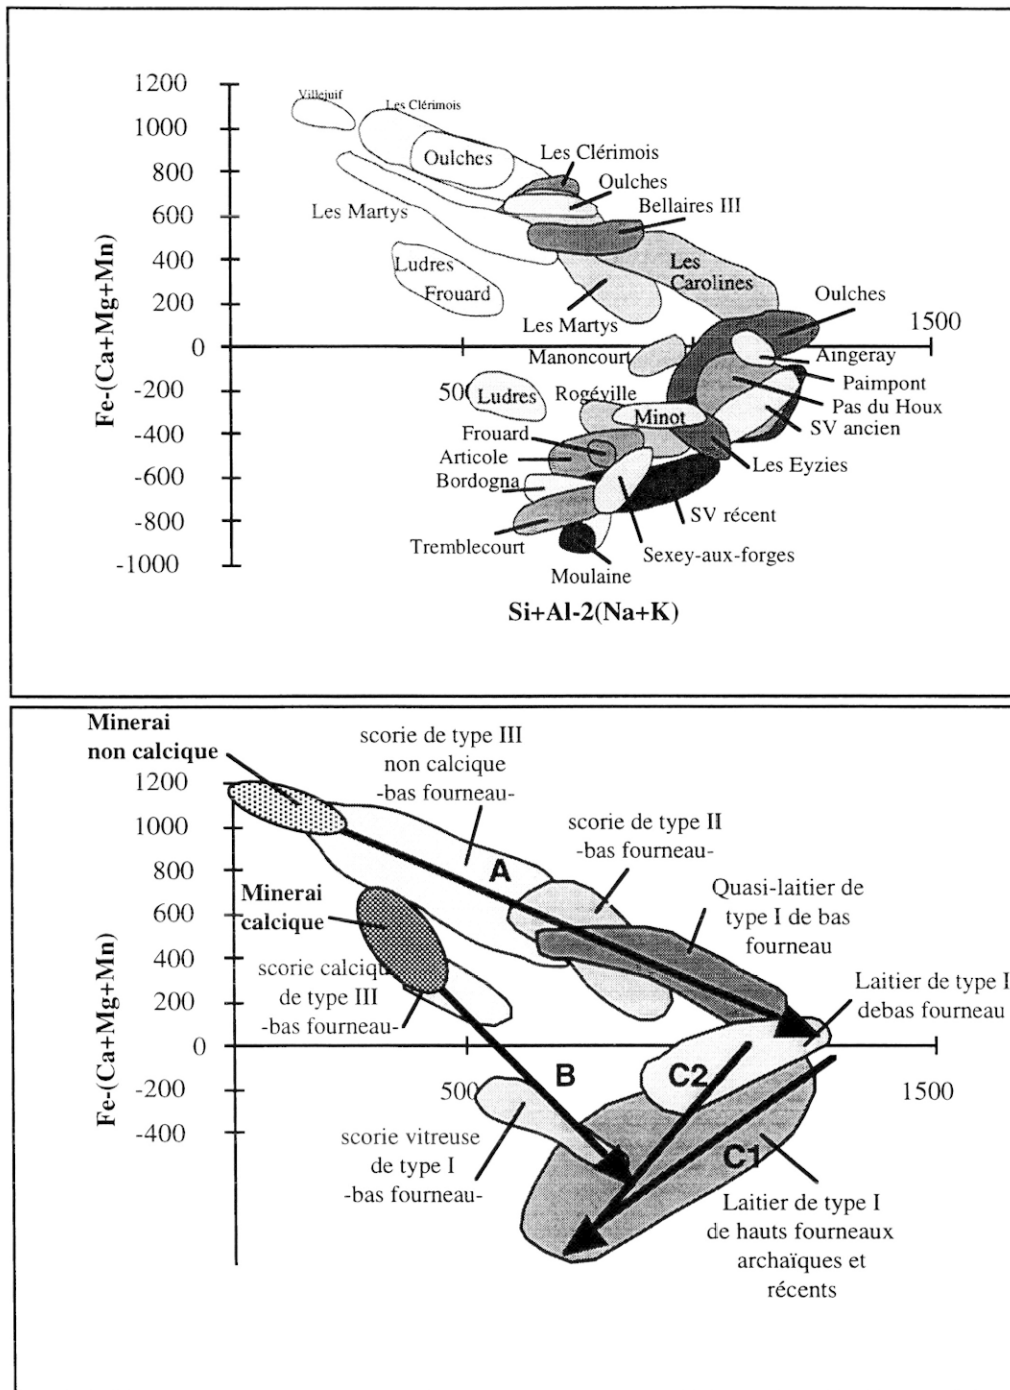 1200
1000
800
600
400
200
0
-200
-400
-600
-800
-1000
Fe-(Ca+Mg+Mn)
Villejuif
Les Clérimois
Oulches
Les Clérimois
Oulches
Bellaires III
Les Martys
Ludres
Frouard
Les
Carolines
Oulches
Les Martys
1500
Manoncourt
Aingeray
500
Ludres
Rogéville
Minot
Paimpont
Pas du Houx
SV ancien
Frouard
Articole
Les Eyzies
Bordogna
SV récent
Tremblecourt
Sexey-aux-forges
Moulaine
Si+Al-2(Na+K)
Minerai
non calcique
scorie de type III
non calcique
-bas fourneau-
1200
1000
800
600
400
200
0
-200
-400
Fe-(Ca+Mg+Mn)
scorie de type II
-bas fourneau-
A
Minerai
calcique
Quasi-laitier de
type I de bas
fourneau
scorie calcique
de type III
-bas fourneau-
Laitier de type I
debas fourneau
B
C2
500
1500
scorie vitreuse
de type I
-bas fourneau-
C1
Laitier de type I
de hauts fourneaux
archaïques et
récents